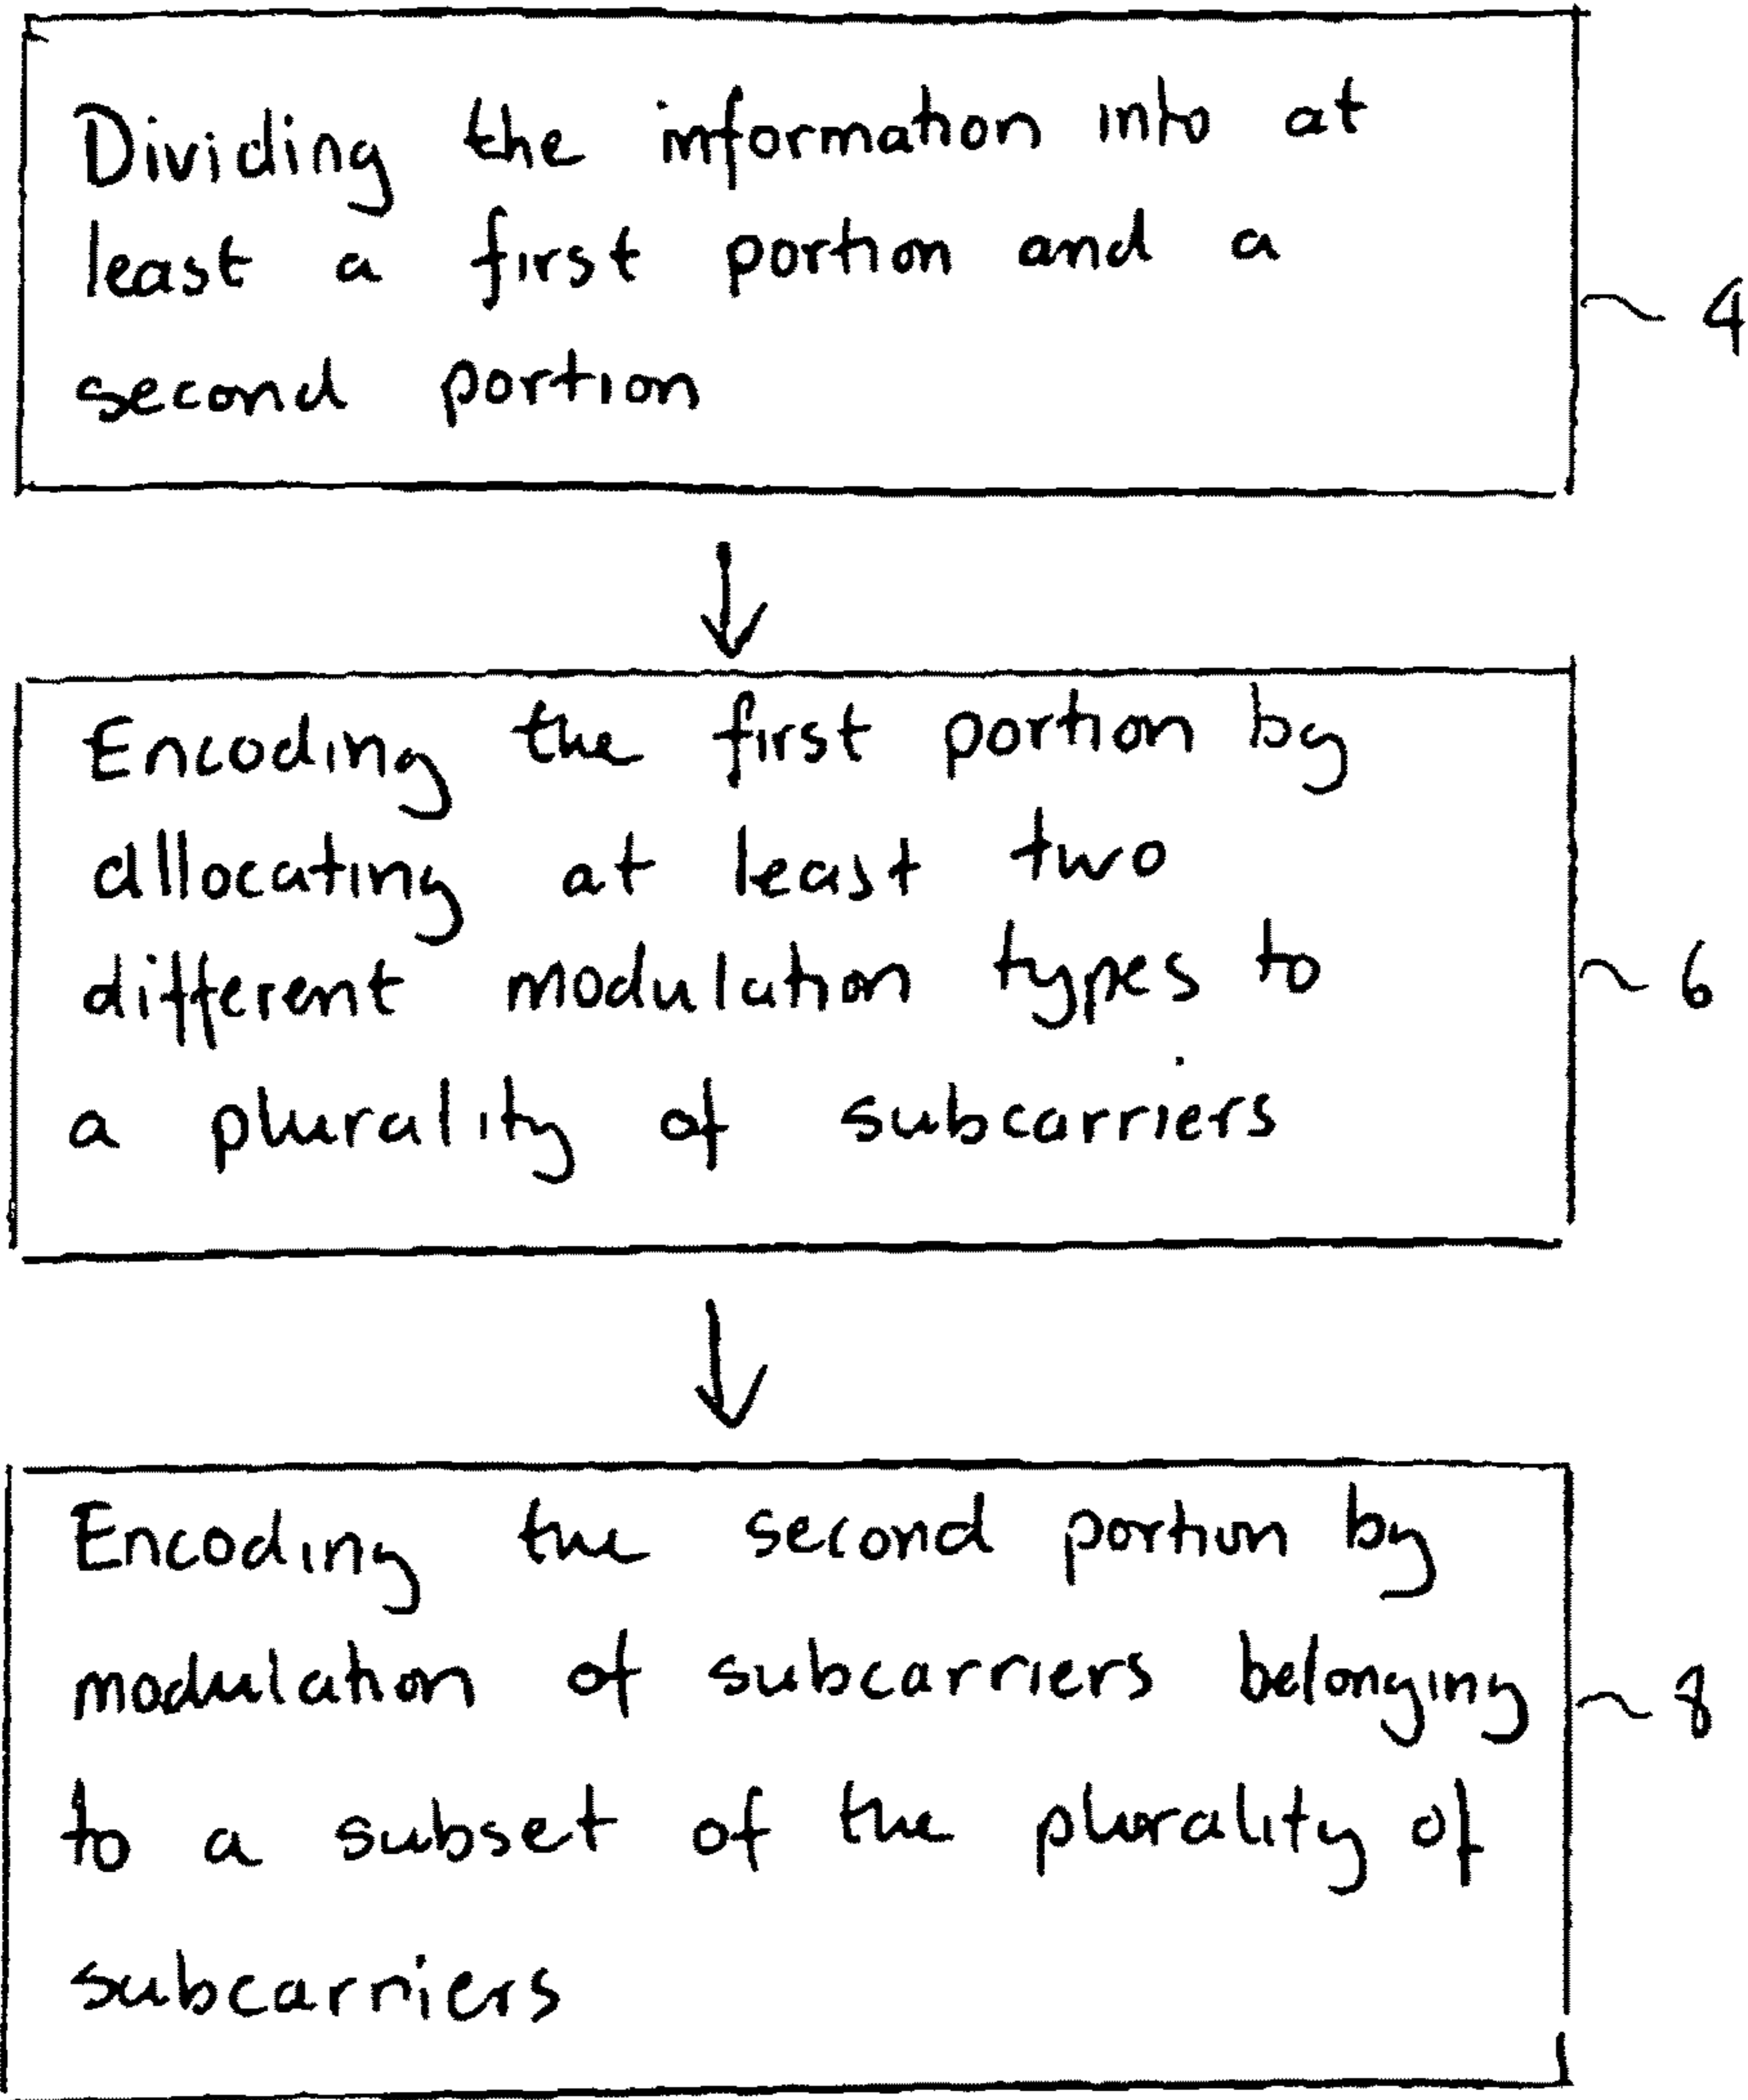 Dividing the information into at
least a first portion and a
second portion
4
Encoding the first portion by
allocating at least two
different modulation types to
a plurality of subcarriers
6
Encoding the second portion by
modulation of subcarriers belonging
to a subset of the plurality of
subcarriers
8